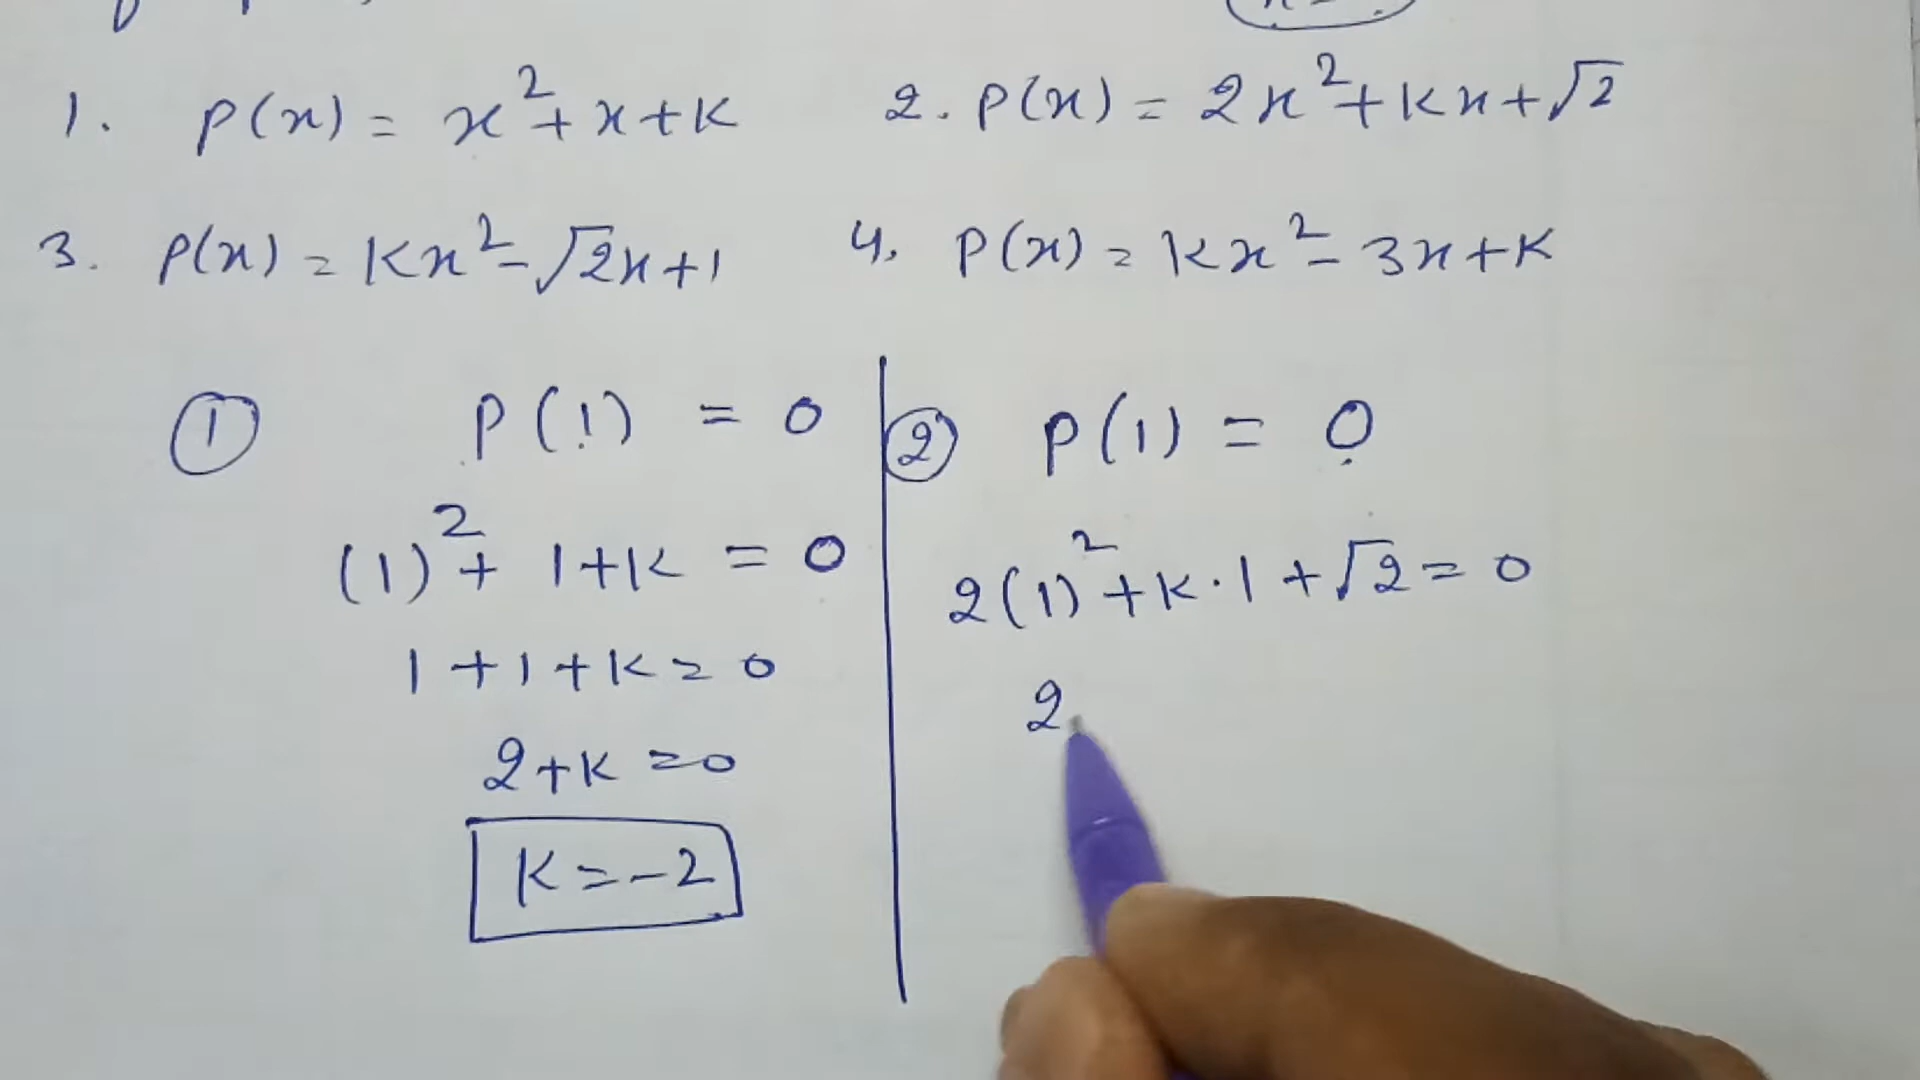 1. P(x) = x² + x + K
2. P(x) = 2x² + Kx + √2
3. P(x) = Kx² - √2x + 1
4. P(x) = Kx² - 3x + K
① P(1) = 0
(1)² + 1 + K = 0
1 + 1 + K = 0
2 + K = 0
K = -2
② P(1) = 0
2(1)² + K · 1 + √2 = 0
2